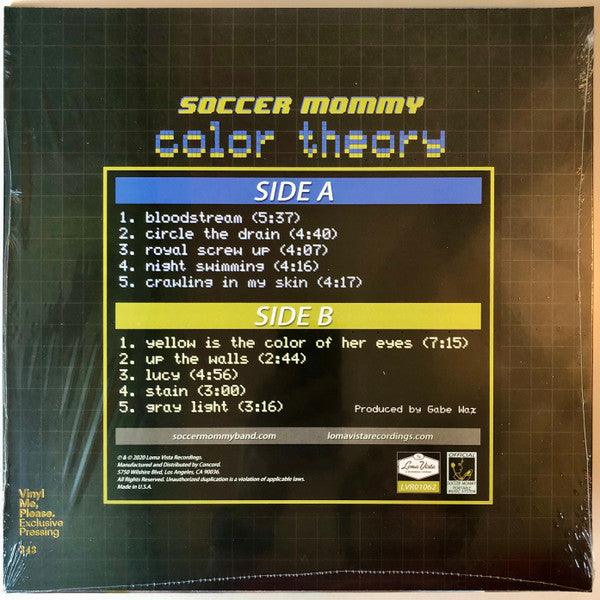 SOCCER MOMMY
color theory
SIDE A
1. bloodstream (5:37)
2. circle the drain (4:40)
3. royal screw up (4:07)
4. night swimming (4:16)
5. crawling in my skin (4:17)
SIDE B
1. yellow is the color of her eyes (7:15)
2. up the walls (2:44)
3. lucy (4:56)
4. stain (3:00)
5. gray light (3:16)
Produced by Gabe Wax
soccermommyband.com lomavistarecordings.com
℗ & © 2020 Loma Vista Recordings.
Manufactured and Distributed by Concord.
5750 Wilshire Blvd, Los Angeles, CA 90036.
All Rights Reserved. Unauthorized duplication is a violation of applicable laws.
Made in U.S.A.
Loma Vista
LVR01062
OFFICIAL
SOCCER MOMMY
PORTABLE
MUSIC SYSTEM
Vinyl
Me,
Please.
Exclusive
Pressing